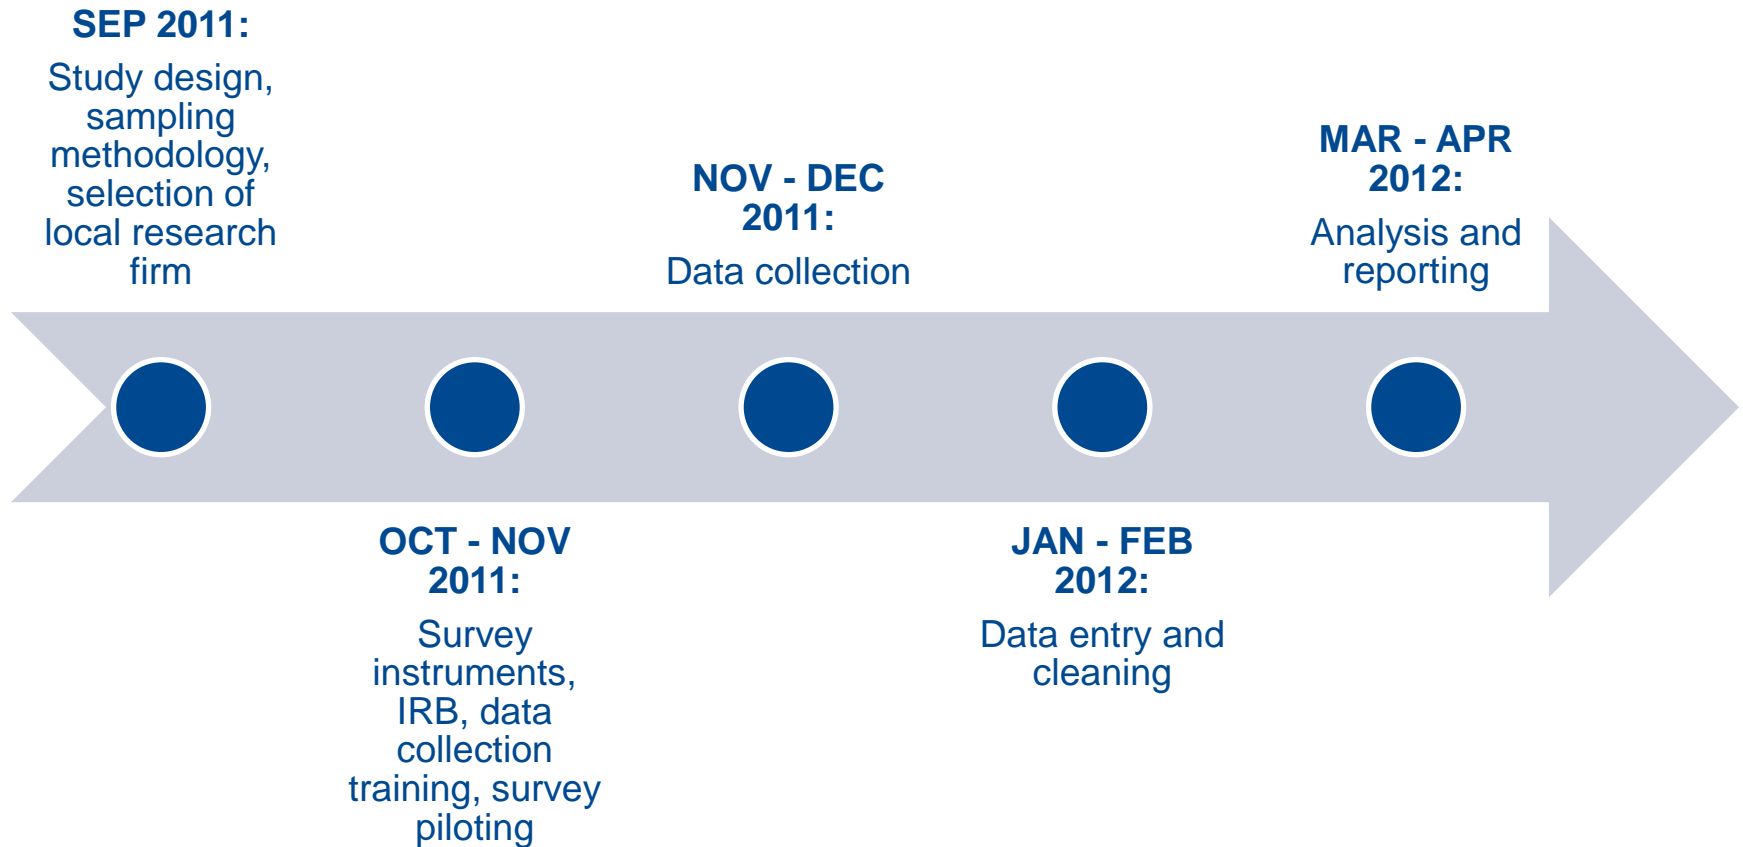 SEP 2011:
Study design,
sampling
methodology,
selection of
local research
firm
OCT - NOV
2011:
Survey
instruments,
IRB, data
collection
training, survey
piloting
NOV - DEC
2011:
Data collection
JAN - FEB
2012:
Data entry and
cleaning
MAR - APR
2012:
Analysis and
reporting